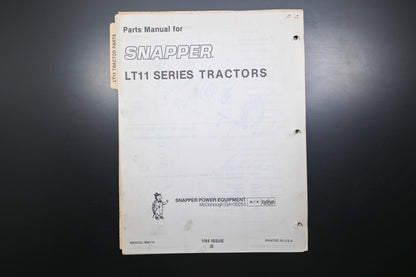 Parts Manual for
SNAPPER
LT11 SERIES TRACTORS
LT11 TRACTOR PARTS
SNAPPER POWER EQUIPMENT
McDonough GA
1/84 ISSUE
PRINTED IN U.S.A.